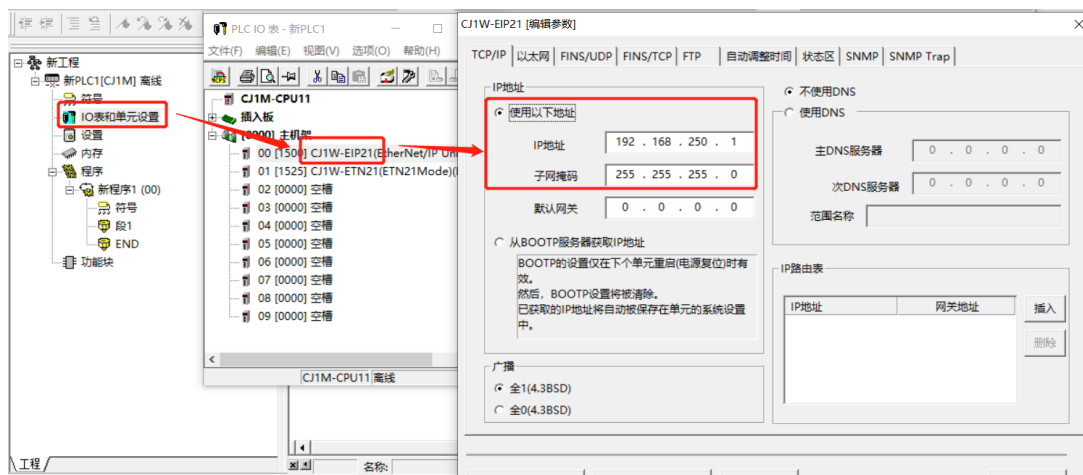 新工程
新PLC1[CJ1M] 离线
符号
IO表和单元设置
设置
内存
程序
新程序1 (00)
符号
段1
END
功能块
工程
名称:
PLC IO 表 - 新PLC1
文件(F) 编辑(E) 视图(V) 选项(O) 帮助(H)
CJ1M-CPU11
插入板
[0000] 主机架
00 [1500] CJ1W-EIP21(EtherNet/IP Uni
01 [1525] CJ1W-ETN21(ETN21Mode)(
02 [0000] 空槽
03 [0000] 空槽
04 [0000] 空槽
05 [0000] 空槽
06 [0000] 空槽
07 [0000] 空槽
08 [0000] 空槽
09 [0000] 空槽
CJ1M-CPU11 离线
CJ1W-EIP21 [编辑参数]
TCP/IP 以太网 FINS/UDP FINS/TCP FTP 自动调整时间 状态区 SNMP SNMP Trap
IP地址
使用以下地址
IP地址 192 . 168 . 250 . 1
子网掩码 255 . 255 . 255 . 0
默认网关 0 . 0 . 0 . 0
从BOOTP服务器获取IP地址
BOOTP的设置仅在下个单元重启(电源复位)时有
效。
然后，BOOTP设置将被清除。
已获取的IP地址将自动被保存在单元的系统设置
中。
广播
全1(4.3BSD)
全0(4.3BSD)
不使用DNS
使用DNS
主DNS服务器 0 . 0 . 0 . 0
次DNS服务器 0 . 0 . 0 . 0
范围名称
IP路由表
IP地址 网关地址
插入
删除